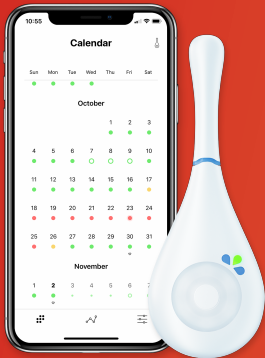 10:55
Calendar
Sun Mon Tue Wed Thu Fri Sat
October
1 2 3
4 5 6 7 8 9 10
11 12 13 14 15 16 17
18 19 20 21 22 23 24
25 26 27 28 29 30 31
November
1 2 3 4 5 6 7